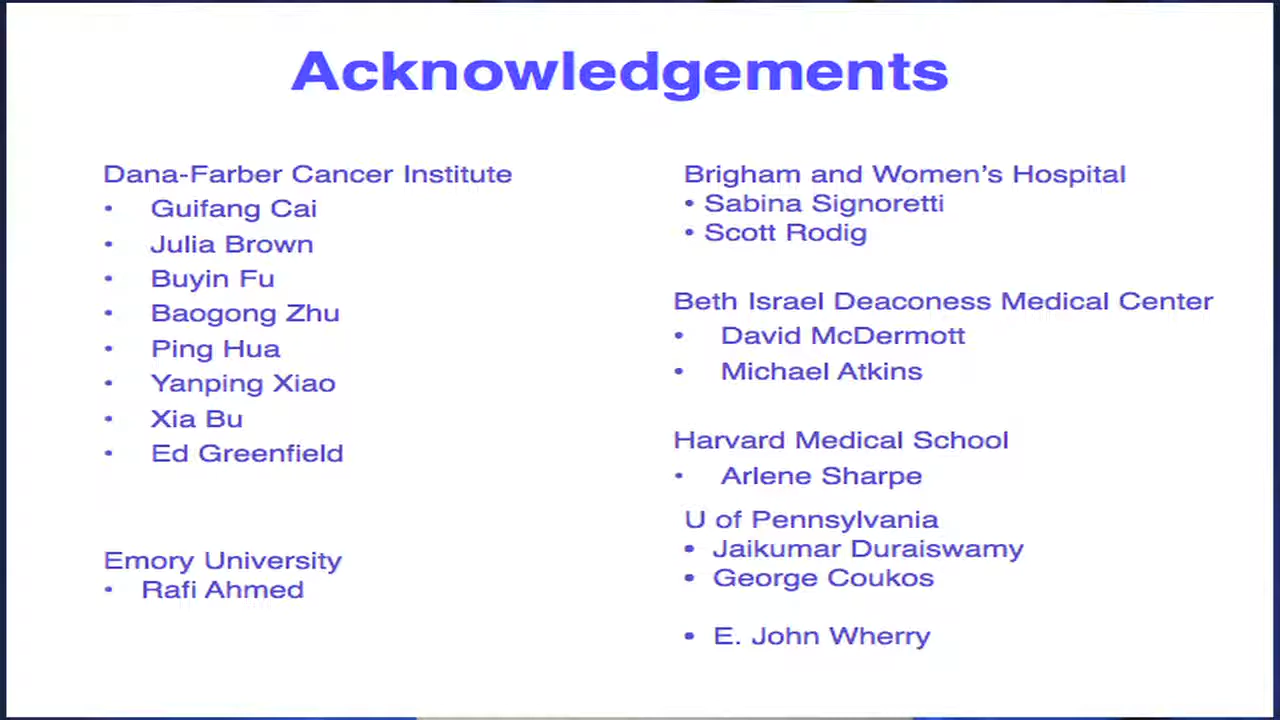 Acknowledgements
Dana-Farber Cancer Institute
• Guifang Cai
• Julia Brown
• Buyin Fu
• Baogong Zhu
• Ping Hua
• Yanping Xiao
• Xia Bu
• Ed Greenfield
Emory University
• Rafi Ahmed
Brigham and Women’s Hospital
• Sabina Signoretti
• Scott Rodig
Beth Israel Deaconess Medical Center
• David McDermott
• Michael Atkins
Harvard Medical School
• Arlene Sharpe
U of Pennsylvania
• Jaikumar Duraiswamy
• George Coukos
• E. John Wherry